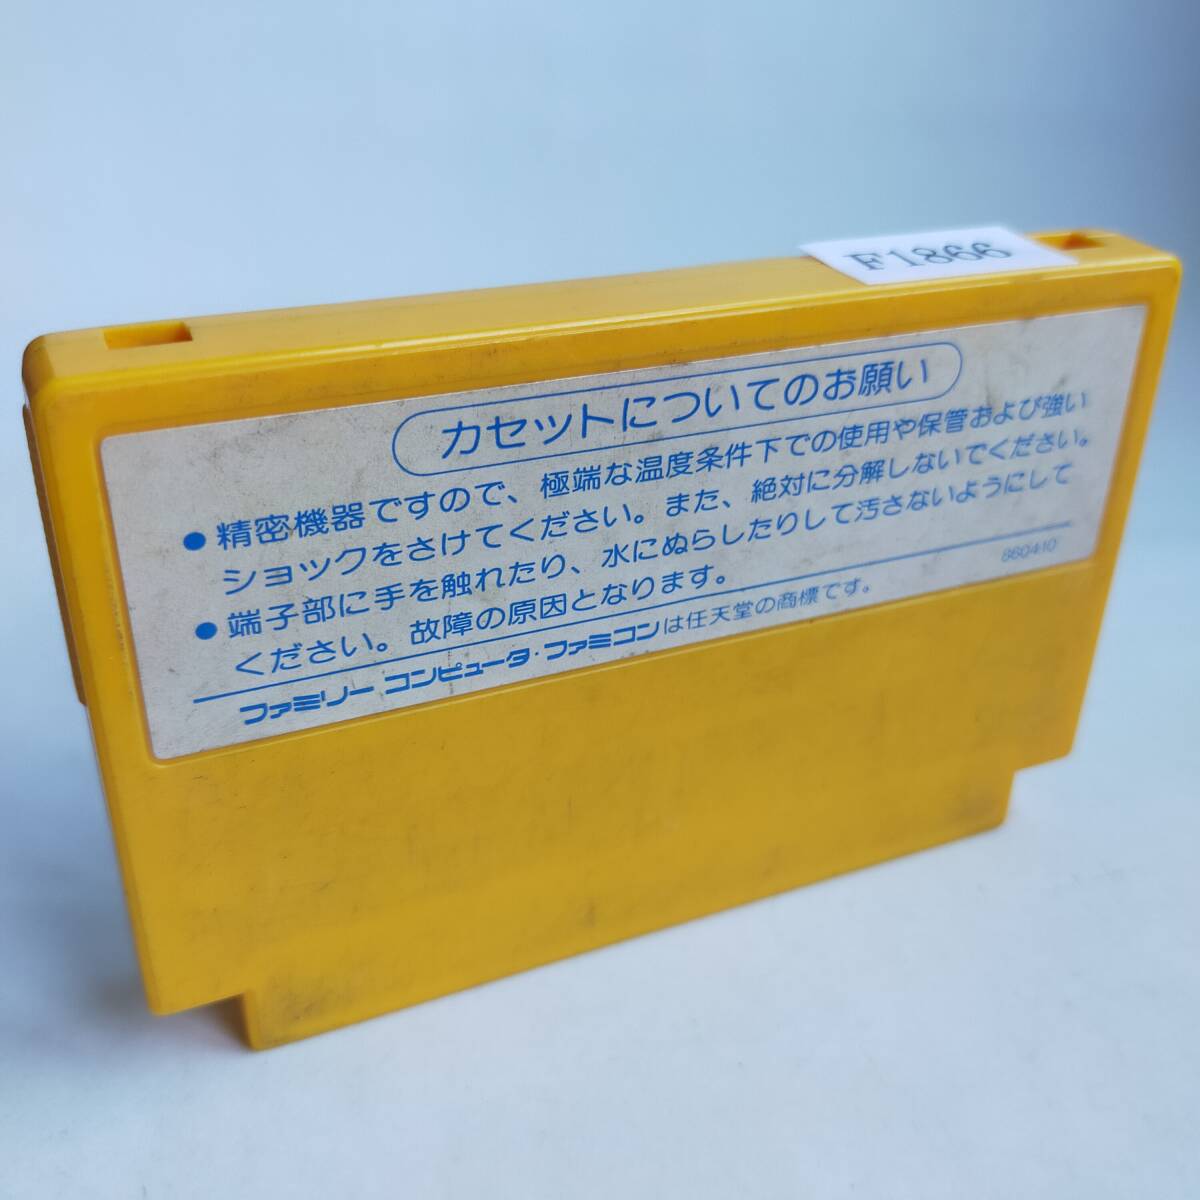 F1866
カセットについてのお願い
●精密機器ですので、極端な温度条件下での使用や保管および強い
ショックをさけてください。また、絶対に分解しないでください。
●端子部に手を触れたり、水にぬらしたりして汚さないようにして
ください。故障の原因となります。
860410
ファミリーコンピュータ・ファミコンは任天堂の商標です。